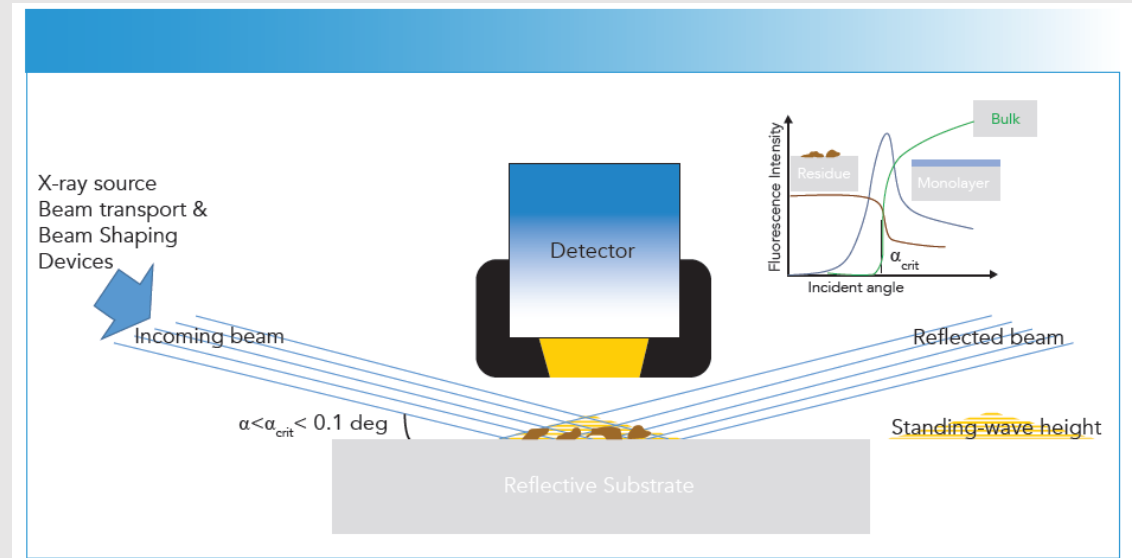 X-ray source
Beam transport &
Beam Shaping
Devices
Incoming beam
α<αcrit< 0.1 deg
Detector
Fluorescence Intensity
Residue
Bulk
Monolayer
αcrit
Incident angle
Reflected beam
Standing-wave height
Reflective Substrate